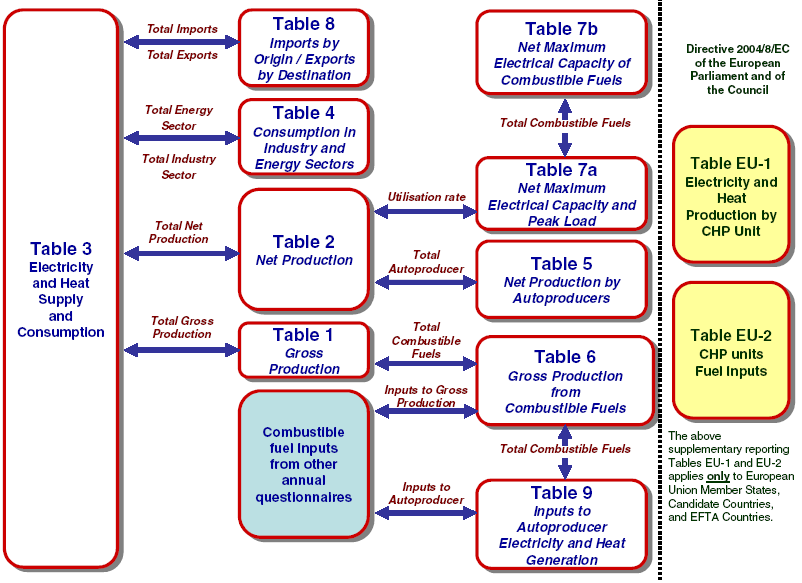 Table 3
Electricity
and Heat
Supply
and
Consumption
Total Imports
Total Exports
Table 8
Imports by
Origin / Exports
by Destination
Total Energy
Sector
Total Industry
Sector
Table 4
Consumption in
Industry and
Energy Sectors
Total Net
Production
Table 2
Net Production
Total Gross
Production
Table 1
Gross
Production
Combustible
fuel Inputs
from other
annual
questionnaires
Table 7b
Net Maximum
Electrical Capacity of
Combustible Fuels
Total Combustible Fuels
Utilisation rate
Table 7a
Net Maximum
Electrical Capacity and
Peak Load
Total
Autoproducer
Table 5
Net Production by
Autoproducers
Total
Combustible
Fuels
Inputs to Gross
Production
Table 6
Gross Production
from
Combustible Fuels
Total Combustible Fuels
Inputs to
Autoproducer
Table 9
Inputs to
Autoproducer
Electricity and Heat
Generation
Directive 2004/8/EC
of the European
Parliament and of
the Council
Table EU-1
Electricity and
Heat
Production by
CHP Unit
Table EU-2
CHP units
Fuel Inputs
The above
supplementary reporting
Tables EU-1 and EU-2
applies only to European
Union Member States,
Candidate Countries,
and EFTA Countries.